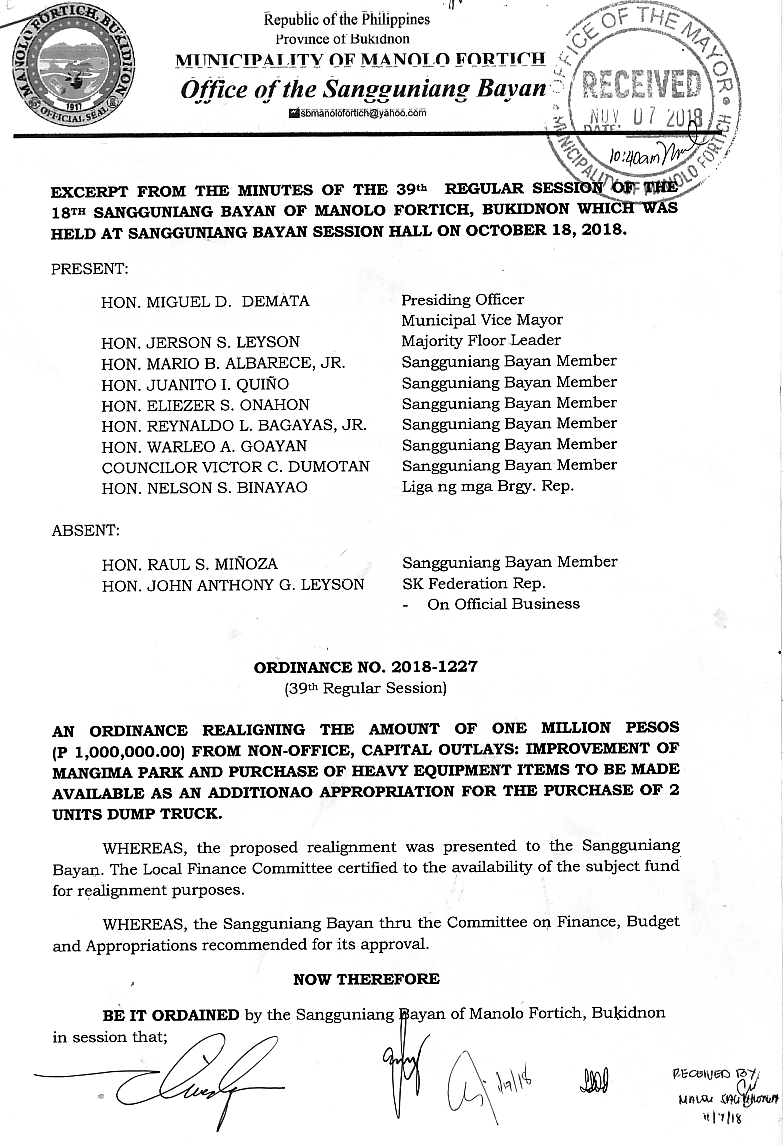 Republic of the Philippines
Province of Bukidnon
MUNICIPALITY OF MANOLO FORTICH
Office of the Sangguniang Bayan
sbmanolofortich@yahoo.com
MANOLO FORTICH, BUKIDNON
1917
OFFICIAL SEAL
OFFICE OF THE MAYOR
RECEIVED
NOV 07 2018
DATE:
10:40am
MUNICIPALITY OF MANOLO FORTICH
EXCERPT FROM THE MINUTES OF THE 39th REGULAR SESSION OF THE
18TH SANGGUNIANG BAYAN OF MANOLO FORTICH, BUKIDNON WHICH WAS
HELD AT SANGGUNIANG BAYAN SESSION HALL ON OCTOBER 18, 2018.
PRESENT:
HON. MIGUEL D. DEMATA Presiding Officer
Municipal Vice Mayor
HON. JERSON S. LEYSON Majority Floor Leader
HON. MARIO B. ALBARECE, JR. Sangguniang Bayan Member
HON. JUANITO I. QUIÑO Sangguniang Bayan Member
HON. ELIEZER S. ONAHON Sangguniang Bayan Member
HON. REYNALDO L. BAGAYAS, JR. Sangguniang Bayan Member
HON. WARLEO A. GOAYAN Sangguniang Bayan Member
COUNCILOR VICTOR C. DUMOTAN Sangguniang Bayan Member
HON. NELSON S. BINAYAO Liga ng mga Brgy. Rep.
ABSENT:
HON. RAUL S. MIÑOZA Sangguniang Bayan Member
HON. JOHN ANTHONY G. LEYSON SK Federation Rep.
- On Official Business
ORDINANCE NO. 2018-1227
(39th Regular Session)
AN ORDINANCE REALIGNING THE AMOUNT OF ONE MILLION PESOS
(P 1,000,000.00) FROM NON-OFFICE, CAPITAL OUTLAYS: IMPROVEMENT OF
MANGIMA PARK AND PURCHASE OF HEAVY EQUIPMENT ITEMS TO BE MADE
AVAILABLE AS AN ADDITIONAO APPROPRIATION FOR THE PURCHASE OF 2
UNITS DUMP TRUCK.
WHEREAS, the proposed realignment was presented to the Sangguniang
Bayan. The Local Finance Committee certified to the availability of the subject fund
for realignment purposes.
WHEREAS, the Sangguniang Bayan thru the Committee on Finance, Budget
and Appropriations recommended for its approval.
NOW THEREFORE
BE IT ORDAINED by the Sangguniang Bayan of Manolo Fortich, Bukidnon
in session that;
RECEIVED BY:
11/7/18